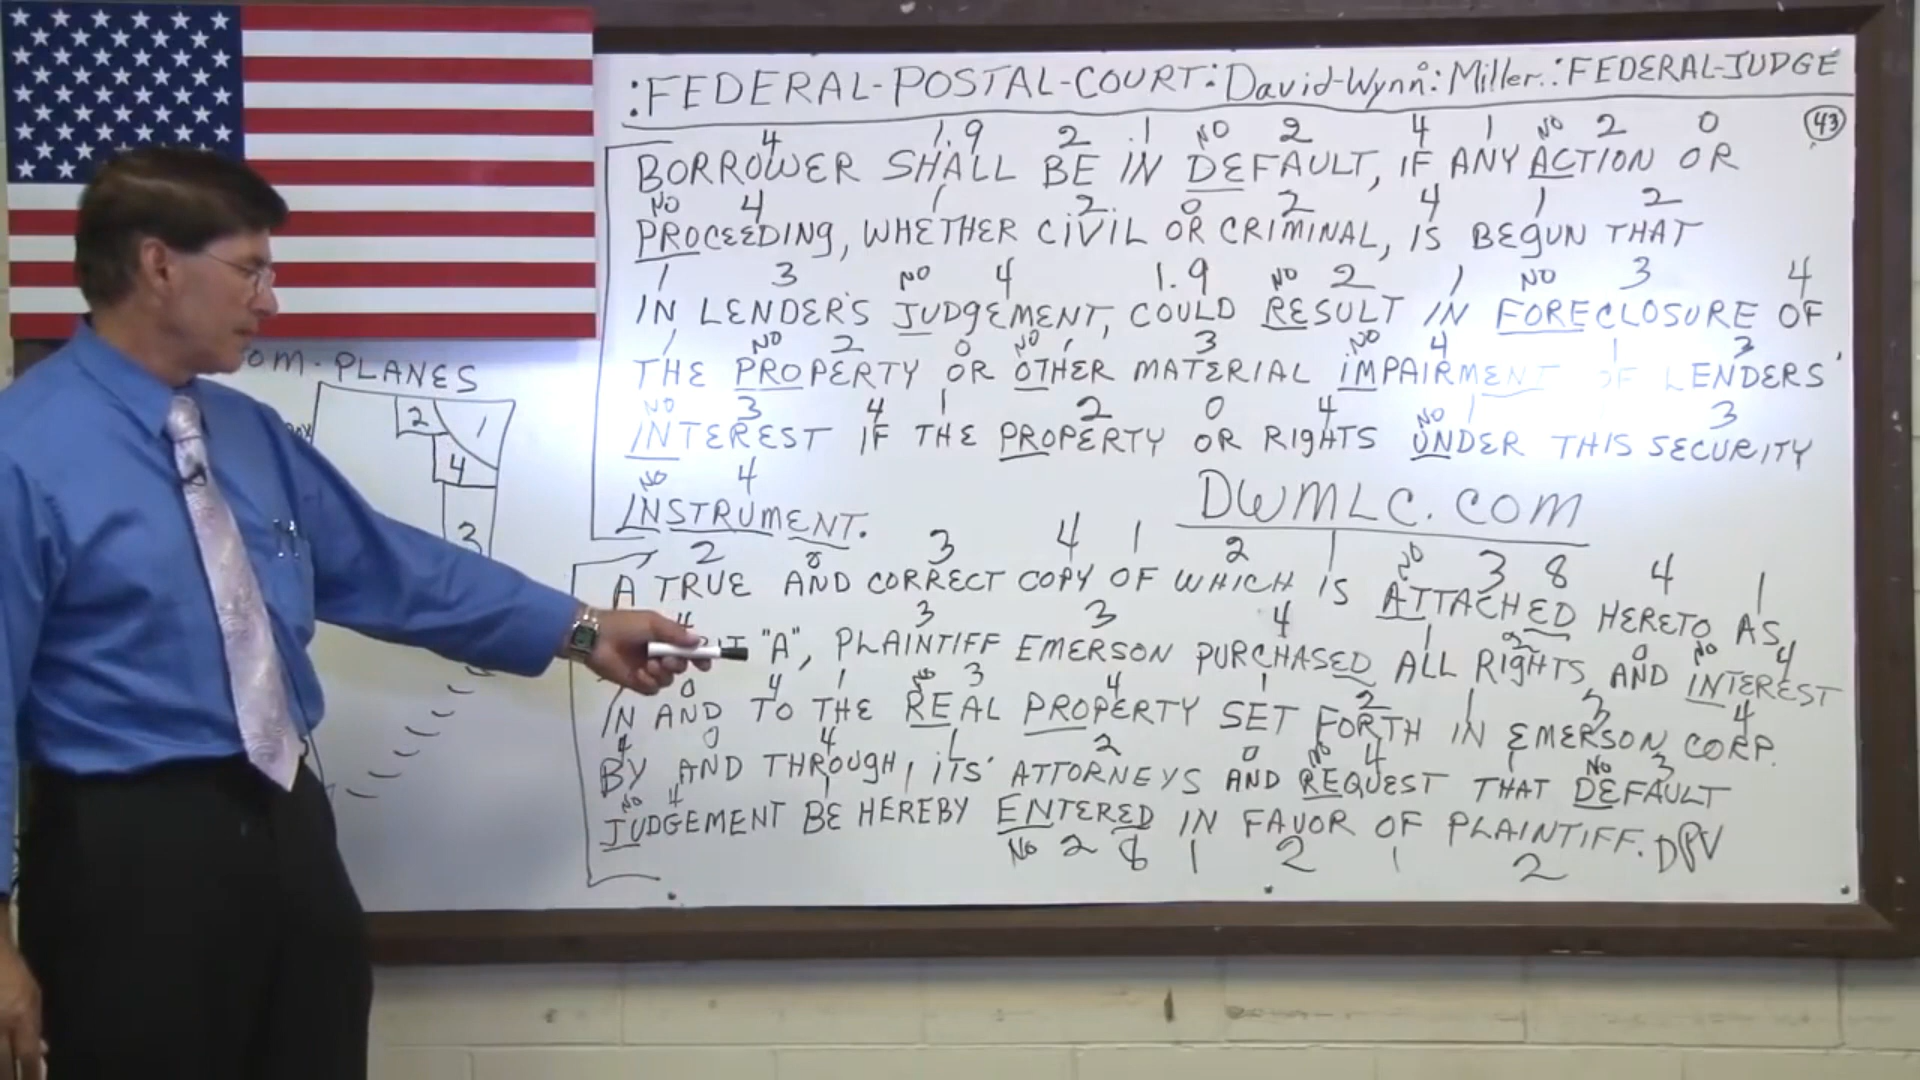 :FEDERAL-POSTAL-COURT: David-Wynn: Miller.:FEDERAL-JUDGE
43
4 1.9 2 1 NO 2 4 1 NO 2 0
BORROWER SHALL BE IN DEFAULT, IF ANY ACTION OR
NO 4 1 2 0 2 4 1 2
PROCEEDING, WHETHER CIVIL OR CRIMINAL, IS BEGUN THAT
1 3 NO 4 1.9 NO 2 1 NO 3 4
IN LENDER'S JUDGEMENT, COULD RESULT IN FORECLOSURE OF
1 NO 2 0 NO 1 3 NO 4 1 3
THE PROPERTY OR OTHER MATERIAL IMPAIRMENT OF LENDERS'
NO 3 4 1 2 0 4 NO 1 3
INTEREST IF THE PROPERTY OR RIGHTS UNDER THIS SECURITY
NO 4
INSTRUMENT.
DWMLC.COM
2 8 3 4 1 2 1 NO 3 8 4 1
A TRUE AND CORRECT COPY OF WHICH IS ATTACHED HERETO AS
4 3 3 4 1 2 0 NO 4
"A", PLAINTIFF EMERSON PURCHASED ALL RIGHTS AND INTEREST
0 4 1 NO 3 4 1 2 1 3 4
IN AND TO THE REAL PROPERTY SET FORTH IN EMERSON CORP.
4 0 4 1 2 0 NO 4 1 NO 3
BY AND THROUGH, ITS' ATTORNEYS AND REQUEST THAT DEFAULT
NO 4 1
JUDGEMENT BE HEREBY ENTERED IN FAVOR OF PLAINTIFF. DPV
NO 2 8 1 2 1 2
OM-PLANES
2 1
4
3